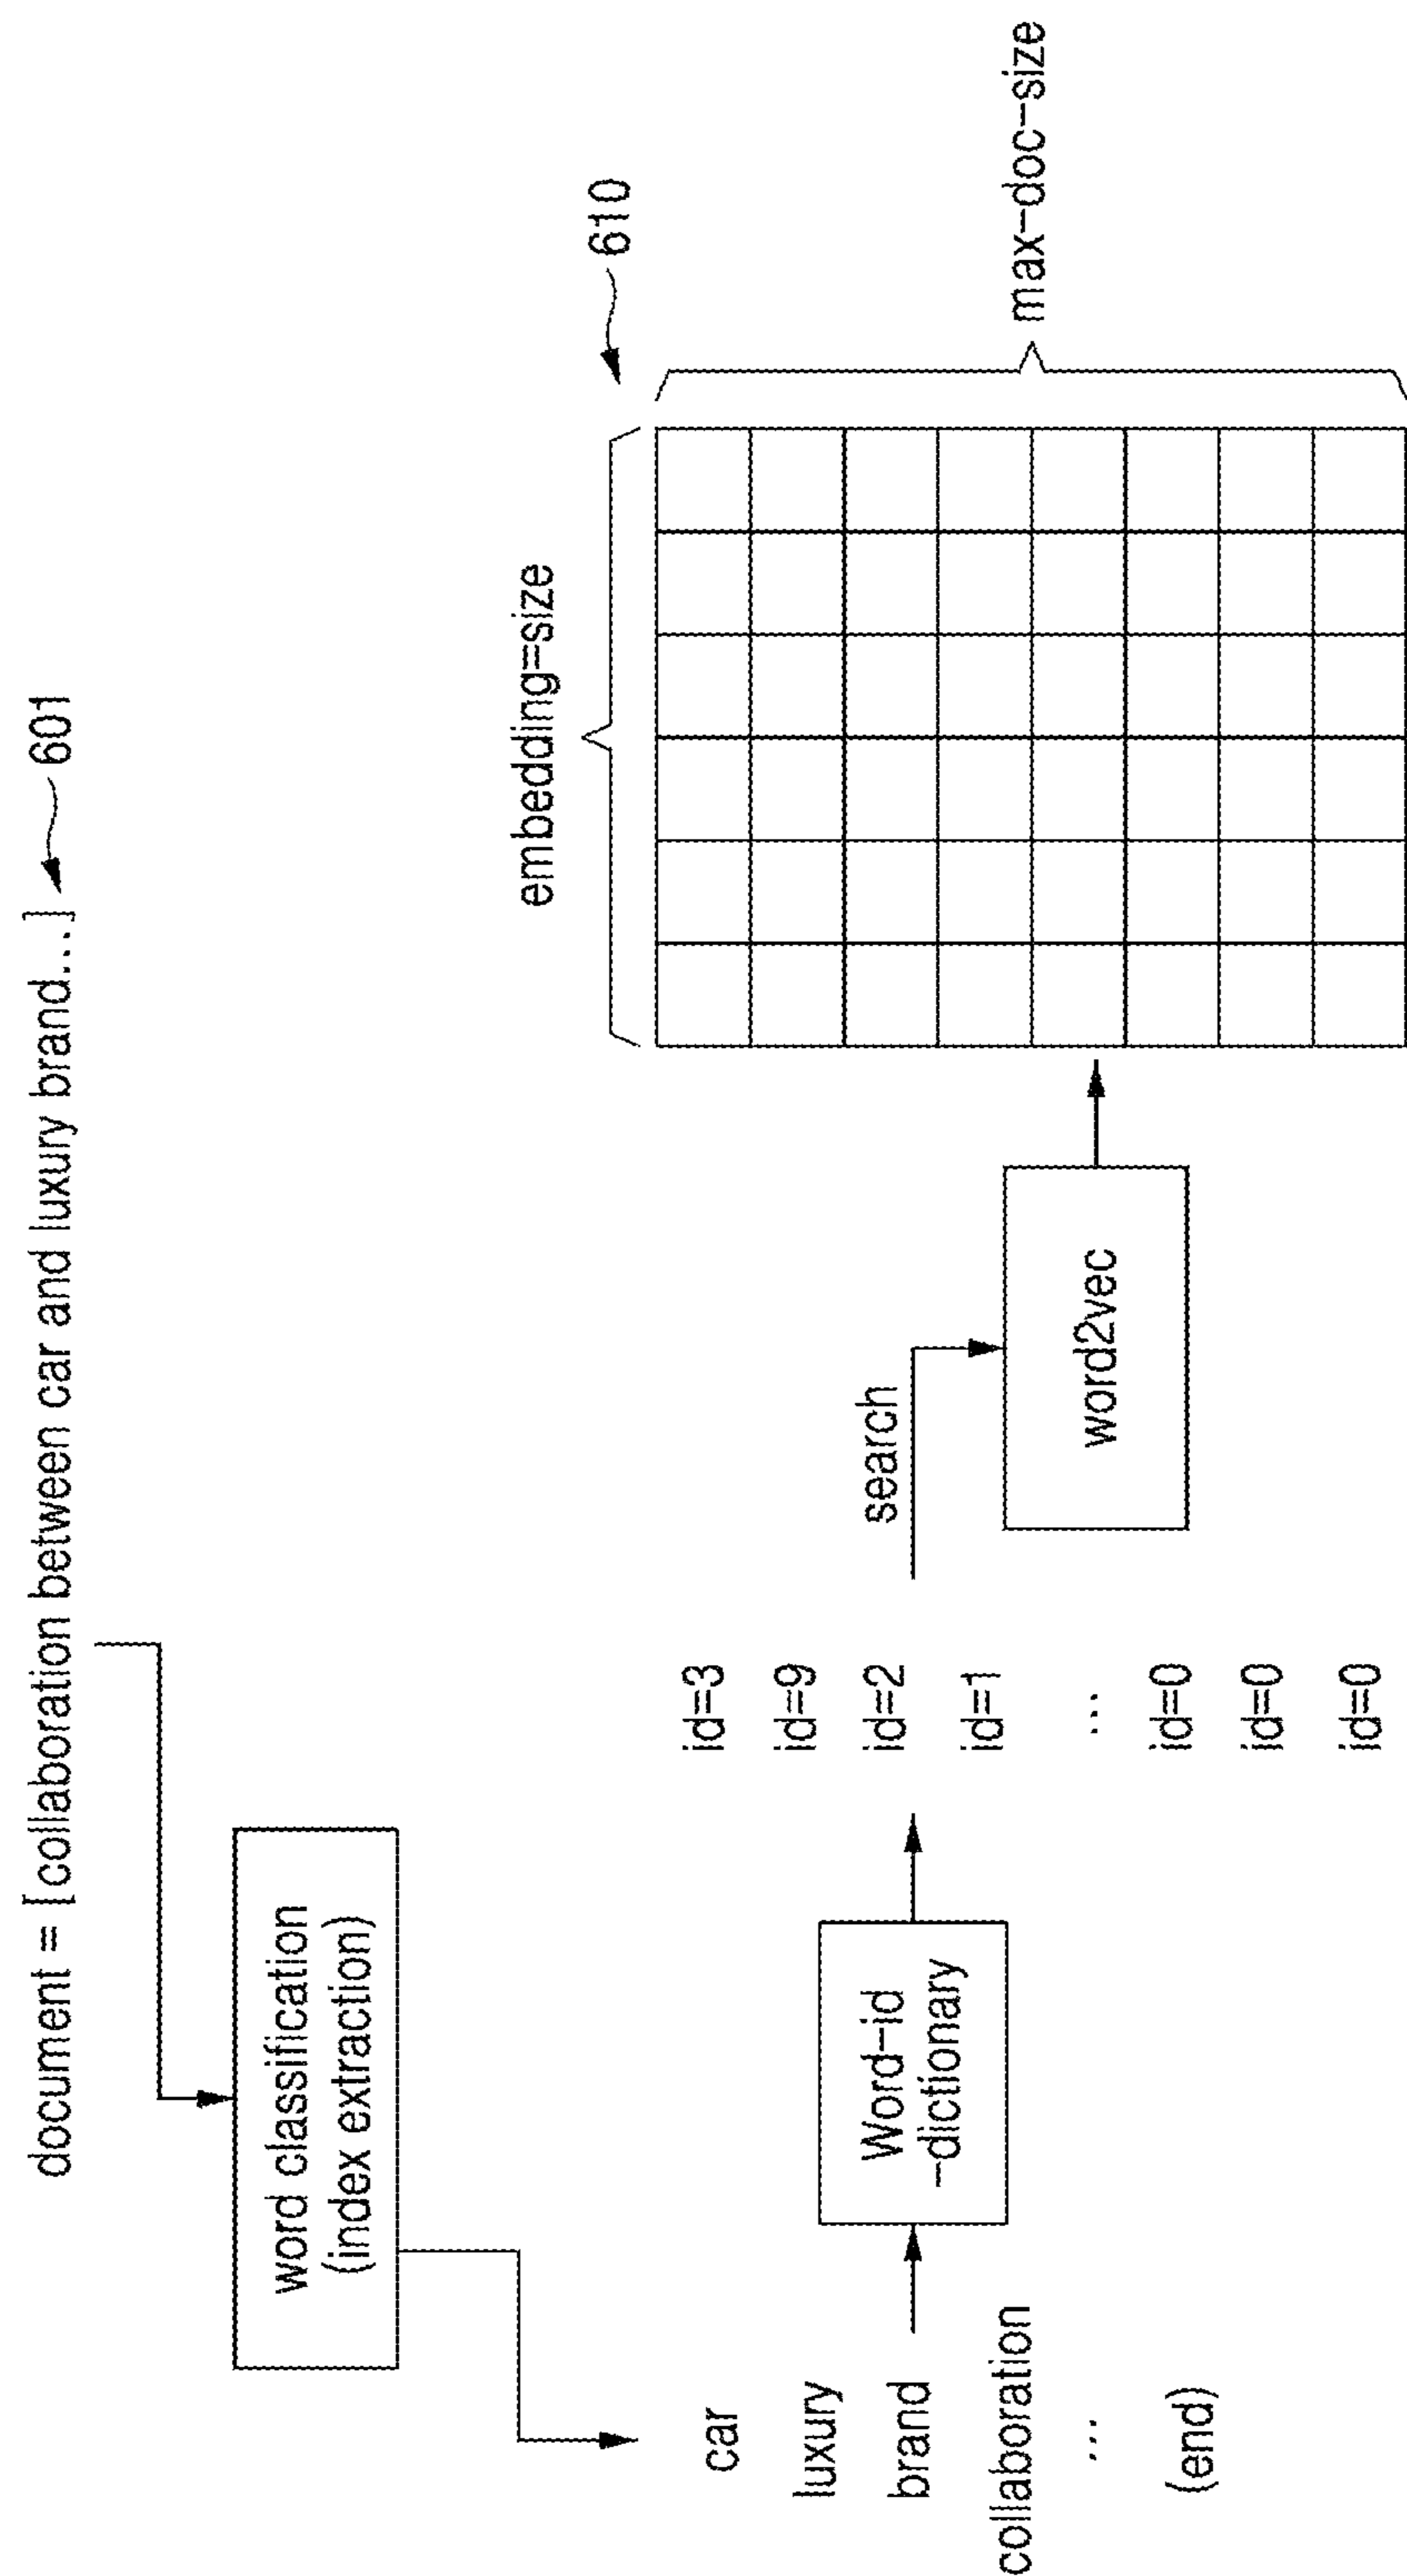 document = [collaboration between car and luxury brand...]
601
word classification
(index extraction)
car
luxury
brand
collaboration
...
(end)
Word-id
-dictionary
id=3
id=9
id=2
id=1
...
id=0
id=0
id=0
search
word2vec
embedding=size
610
max-doc-size